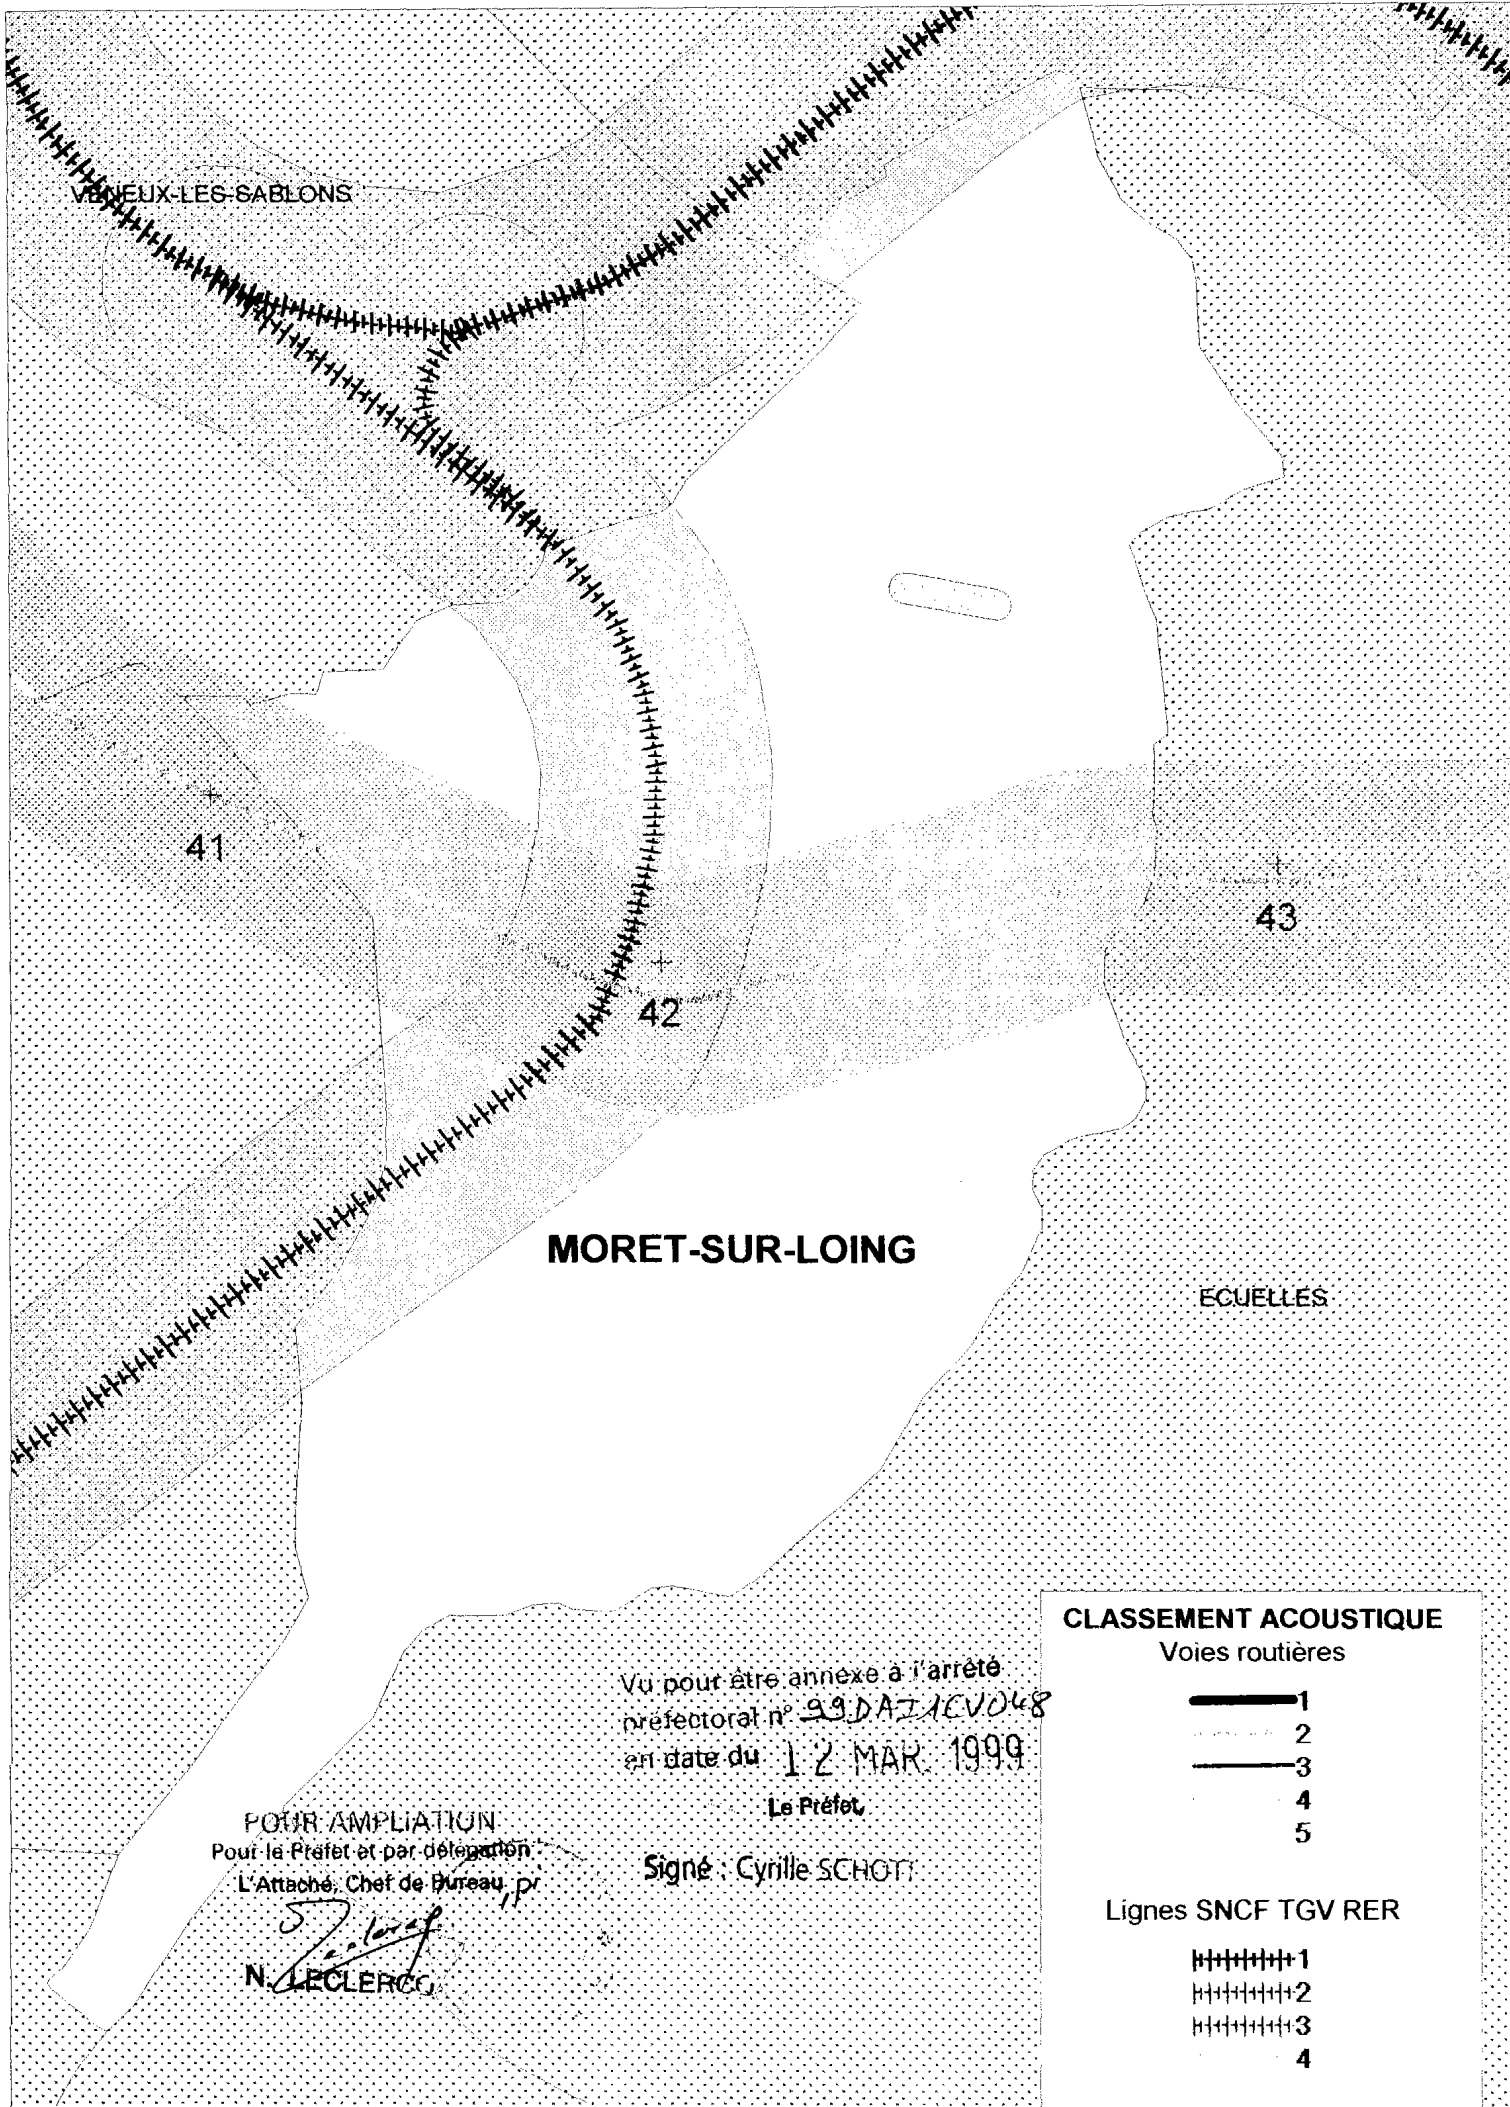 VENEUX-LES-SABLONS
41
42
43
MORET-SUR-LOING
ECUELLES
Vu pour être annexe à l'arrêté
préfectoral n° 99DAI1CV048
en date du 12 MAR. 1999
Le Préfet,
Signé : Cyrille SCHOTT
POUR AMPLIATION
Pour le Préfet et par délégation
L'Attaché, Chef de Bureau, pr
N. LECLERCQ
CLASSEMENT ACOUSTIQUE
Voies routières
1
2
3
4
5
Lignes SNCF TGV RER
1
2
3
4